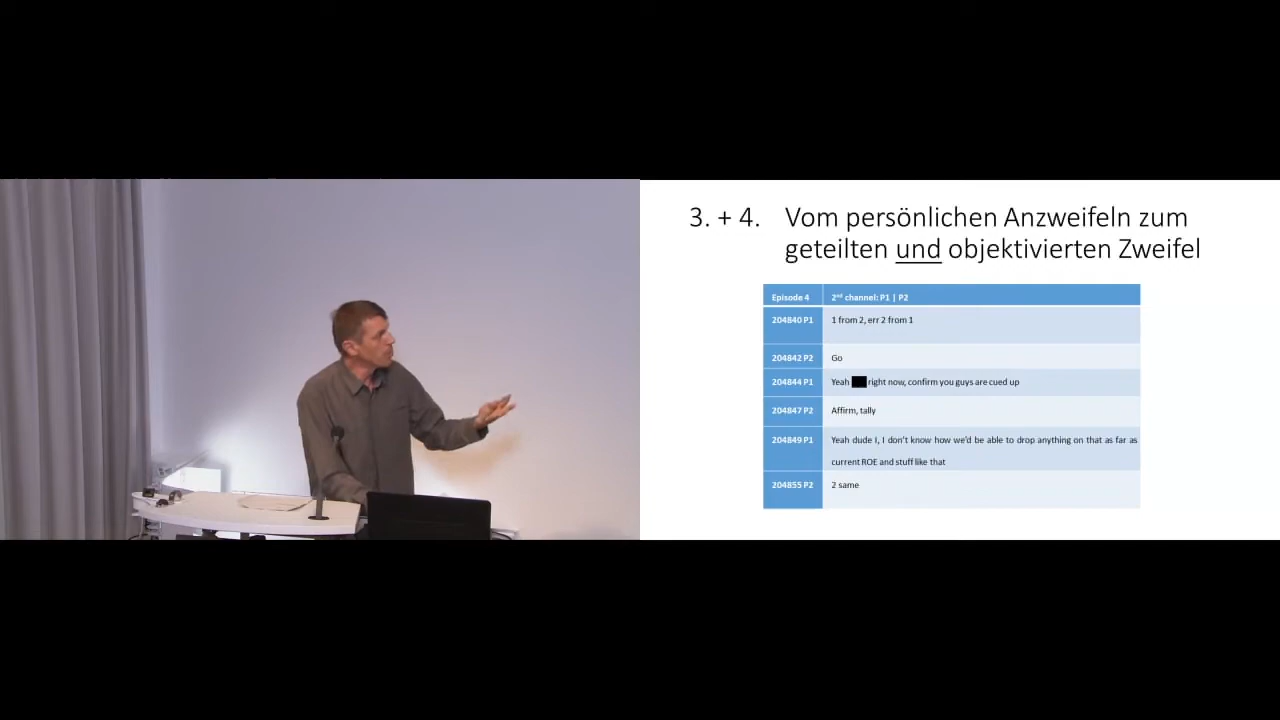 3. + 4. Vom persönlichen Anzweifeln zum
geteilten und objektivierten Zweifel
Episode 4 2nd channel: P1 | P2
204840 P1 1 from 2, err 2 from 1
204842 P2 Go
204844 P1 Yeah right now, confirm you guys are cued up
204847 P2 Affirm, tally
204849 P1 Yeah dude I, I don't know how we'd be able to drop anything on that as far as
current ROE and stuff like that
204855 P2 2 same